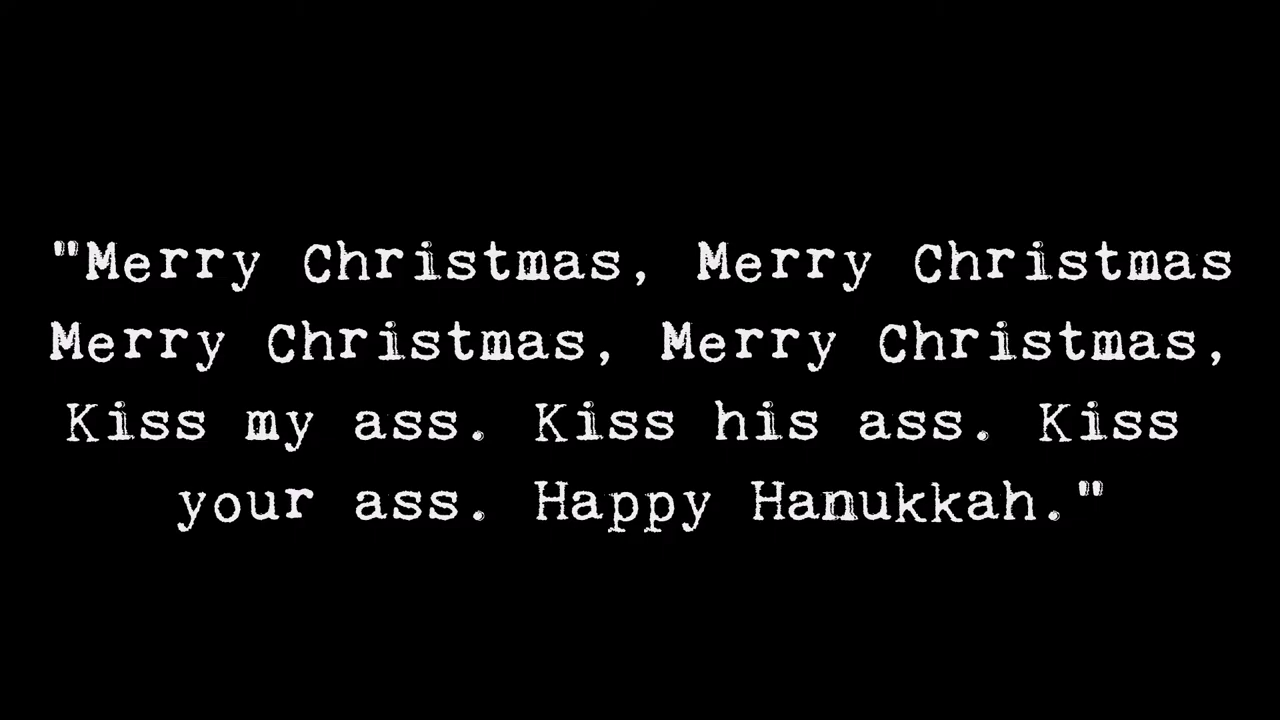 "Merry Christmas, Merry Christmas
Merry Christmas, Merry Christmas,
Kiss my ass. Kiss his ass. Kiss
your ass. Happy Hanukkah."